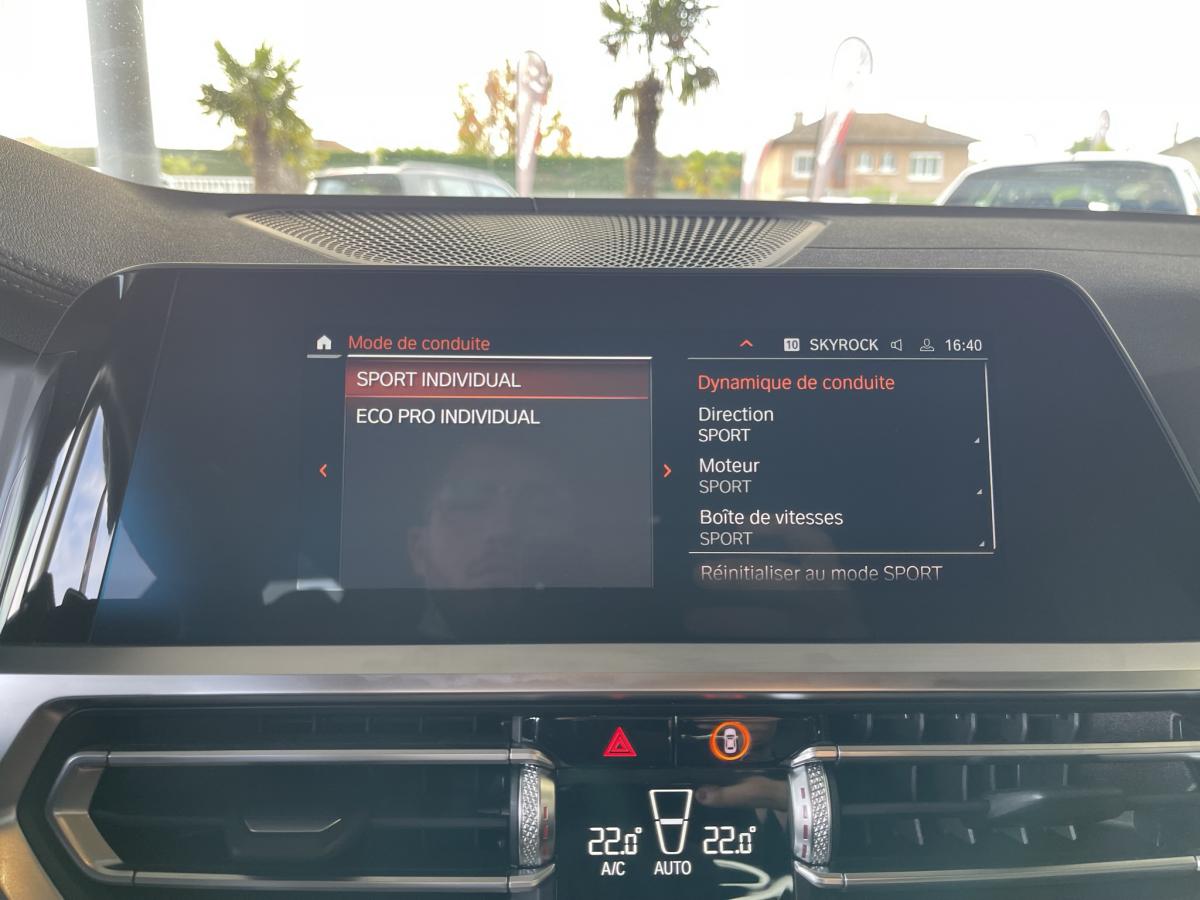 Mode de conduite
10 SKYROCK 16:40
SPORT INDIVIDUAL
ECO PRO INDIVIDUAL
Dynamique de conduite
Direction
SPORT
Moteur
SPORT
Boîte de vitesses
SPORT
Réinitialiser au mode SPORT
22.0° 22.0°
A/C AUTO